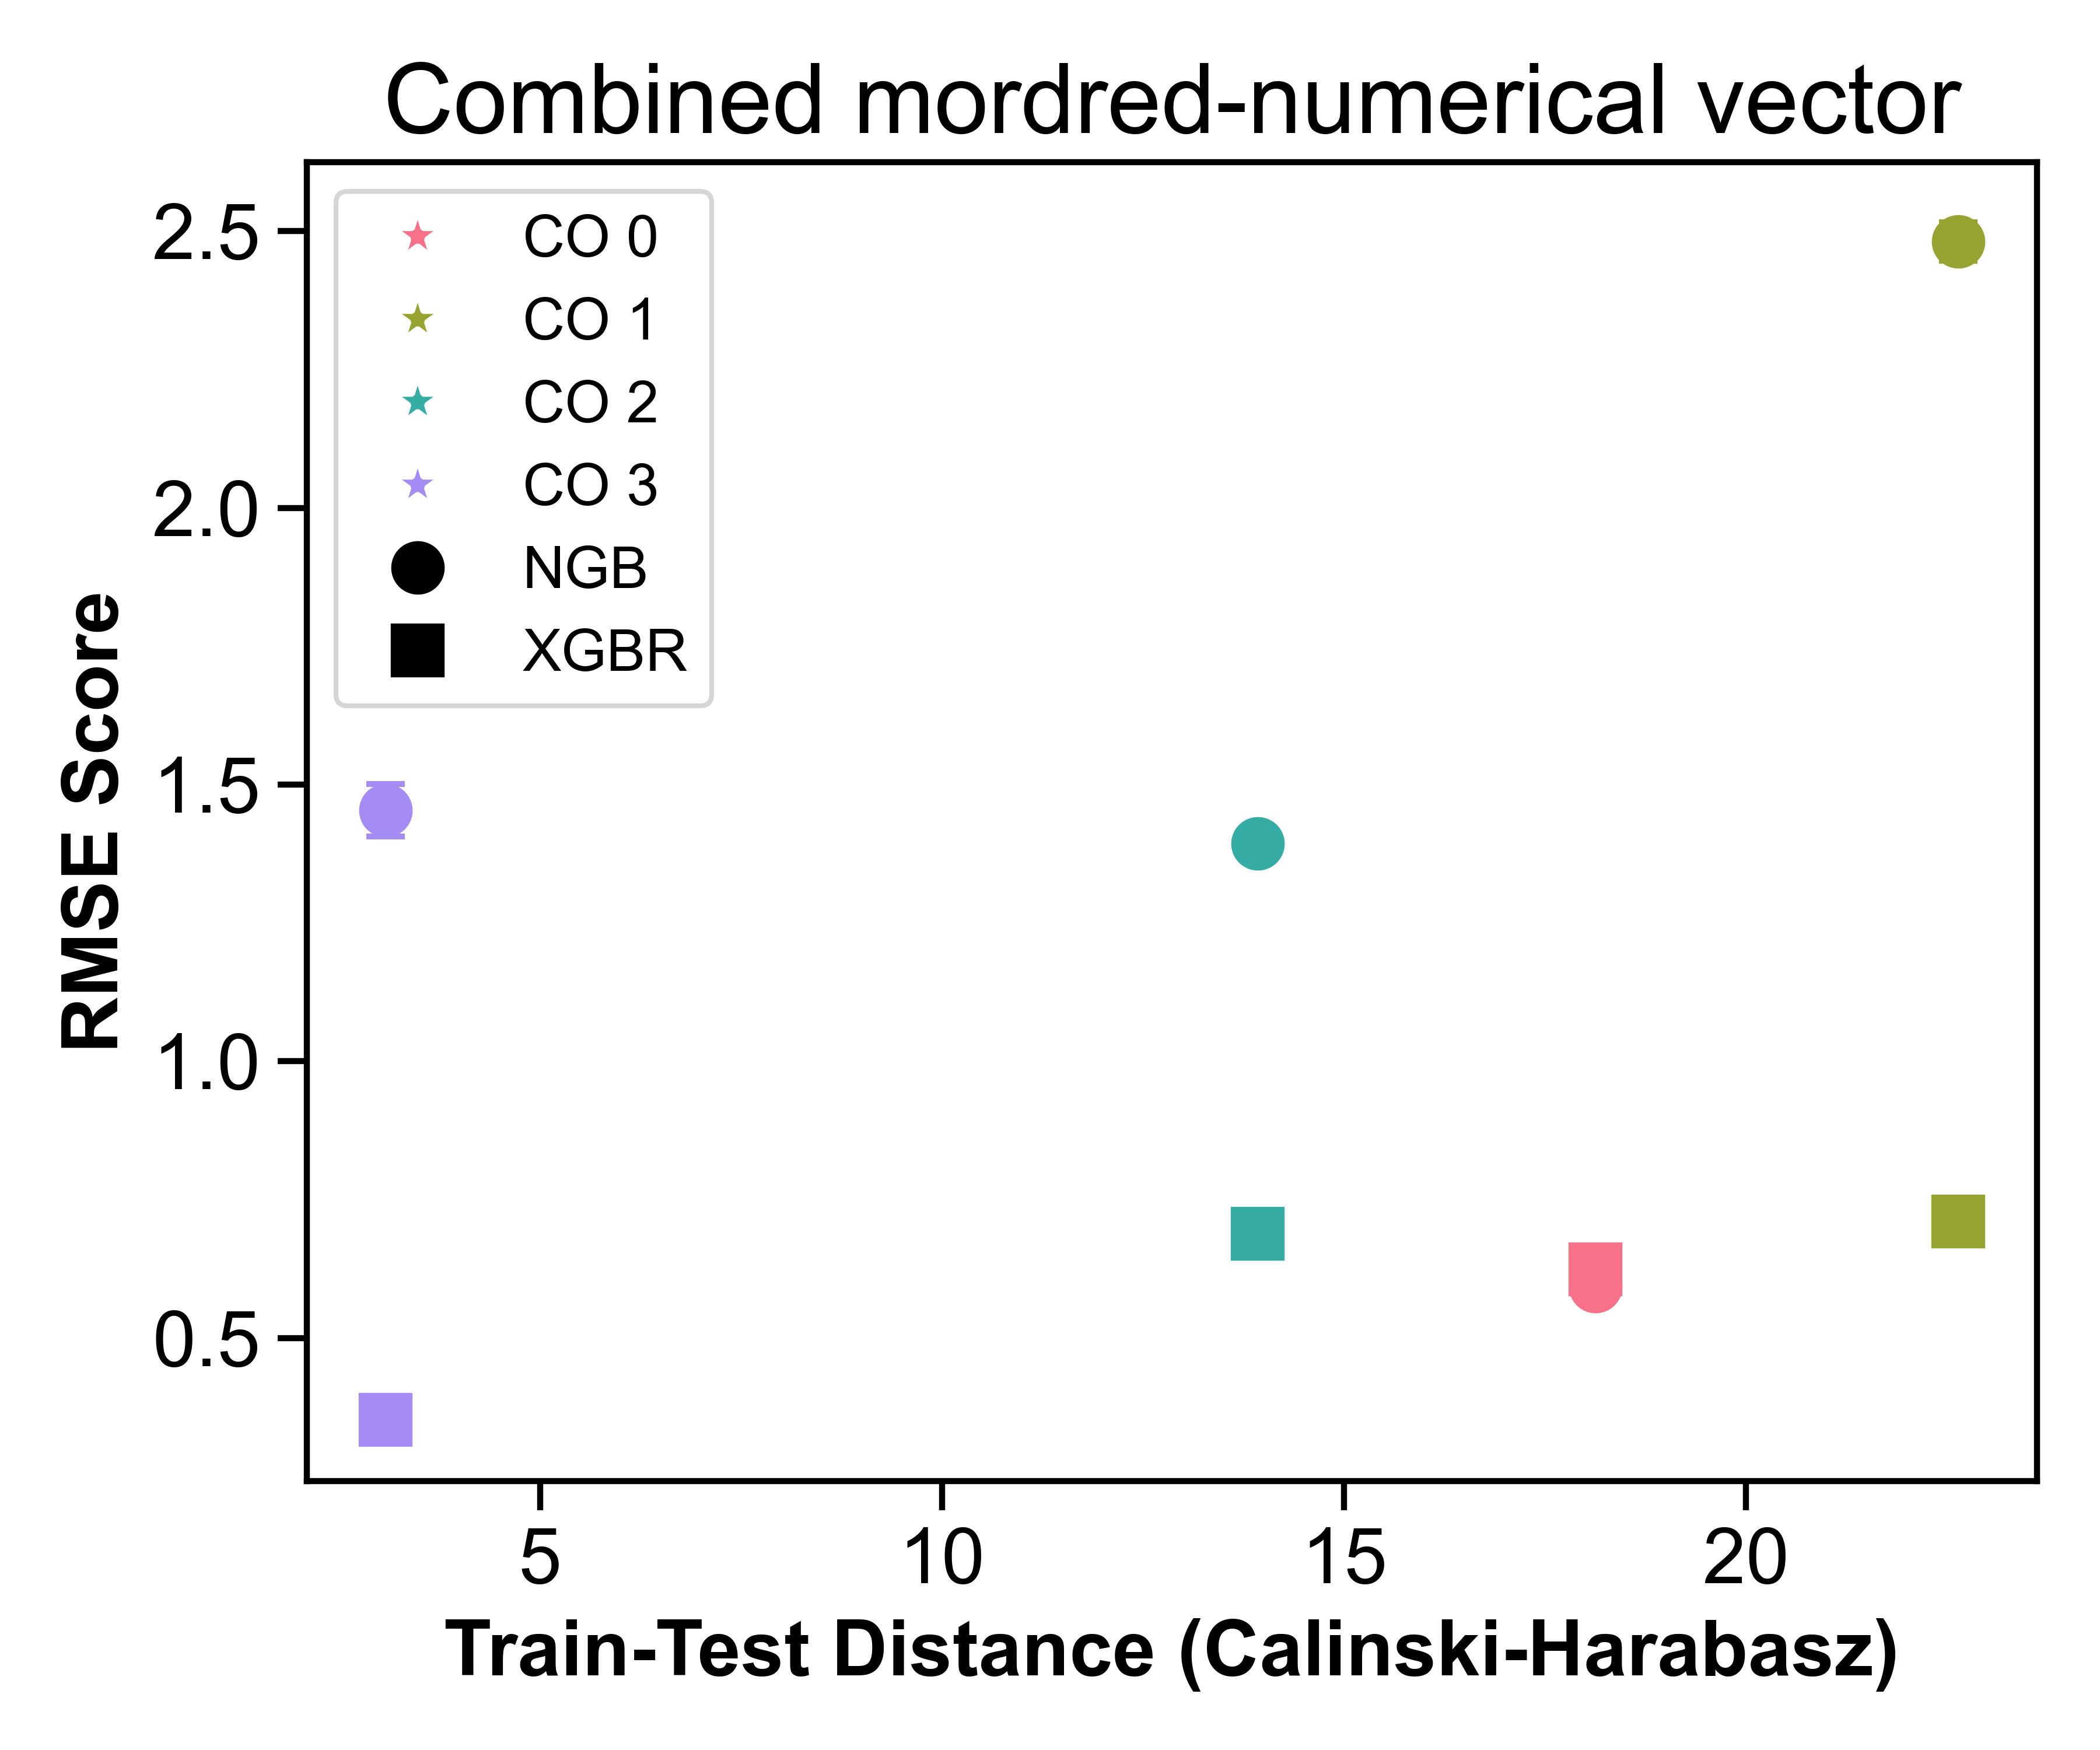 Combined mordred-numerical vector
CO 0
CO 1
CO 2
CO 3
NGB
XGBR
RMSE Score
2.5
2.0
1.5
1.0
0.5
5
10
15
20
Train-Test Distance (Calinski-Harabasz)